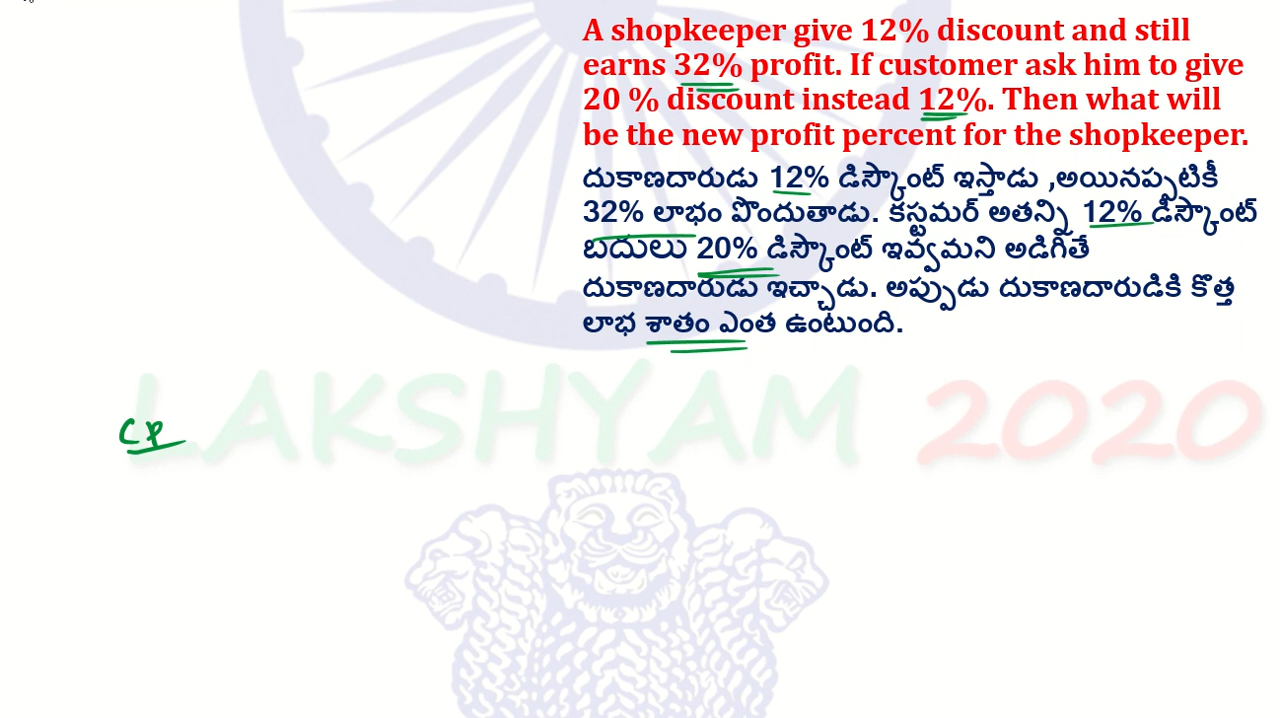 A shopkeeper give 12% discount and still
earns 32% profit. If customer ask him to give
20 % discount instead 12%. Then what will
be the new profit percent for the shopkeeper.
దుకాణదారుడు 12% డిస్కౌంట్ ఇస్తాడు ,అయినప్పటికీ
32% లాభం పొందుతాడు. కస్టమర్ అతన్ని 12% డిస్కౌంట్
బదులు 20% డిస్కౌంట్ ఇవ్వమని అడిగితే
దుకాణదారుడు ఇచ్చాడు. అప్పుడు దుకాణదారుడికి కొత్త
లాభ శాతం ఎంత ఉంటుంది.
LAKSHYAM 2020
CP